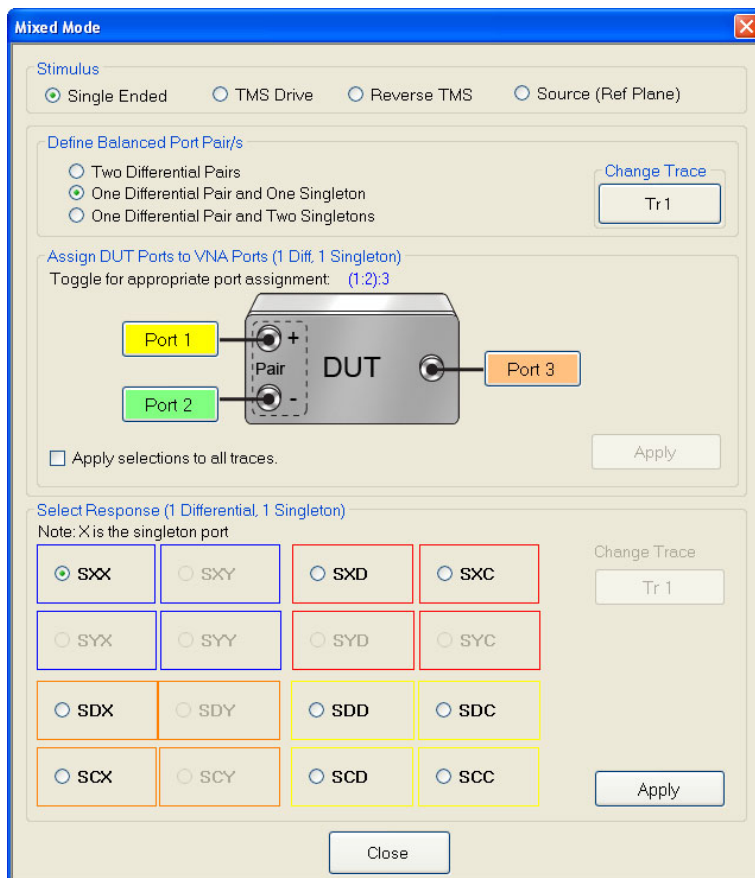 Mixed Mode
Stimulus
Single Ended TMS Drive Reverse TMS Source (Ref Plane)
Define Balanced Port Pair/s
Two Differential Pairs
One Differential Pair and One Singleton
One Differential Pair and Two Singletons
Change Trace
Tr 1
Assign DUT Ports to VNA Ports (1 Diff, 1 Singleton)
Toggle for appropriate port assignment: (1:2):3
Port 1 +
Pair DUT Port 3
Port 2 -
Apply selections to all traces.
Apply
Select Response (1 Differential, 1 Singleton)
Note: X is the singleton port
Change Trace
Tr 1
SXX SXY SXD SXC
SYX SYY SYD SYC
SDX SDY SDD SDC
SCX SCY SCD SCC
Apply
Close